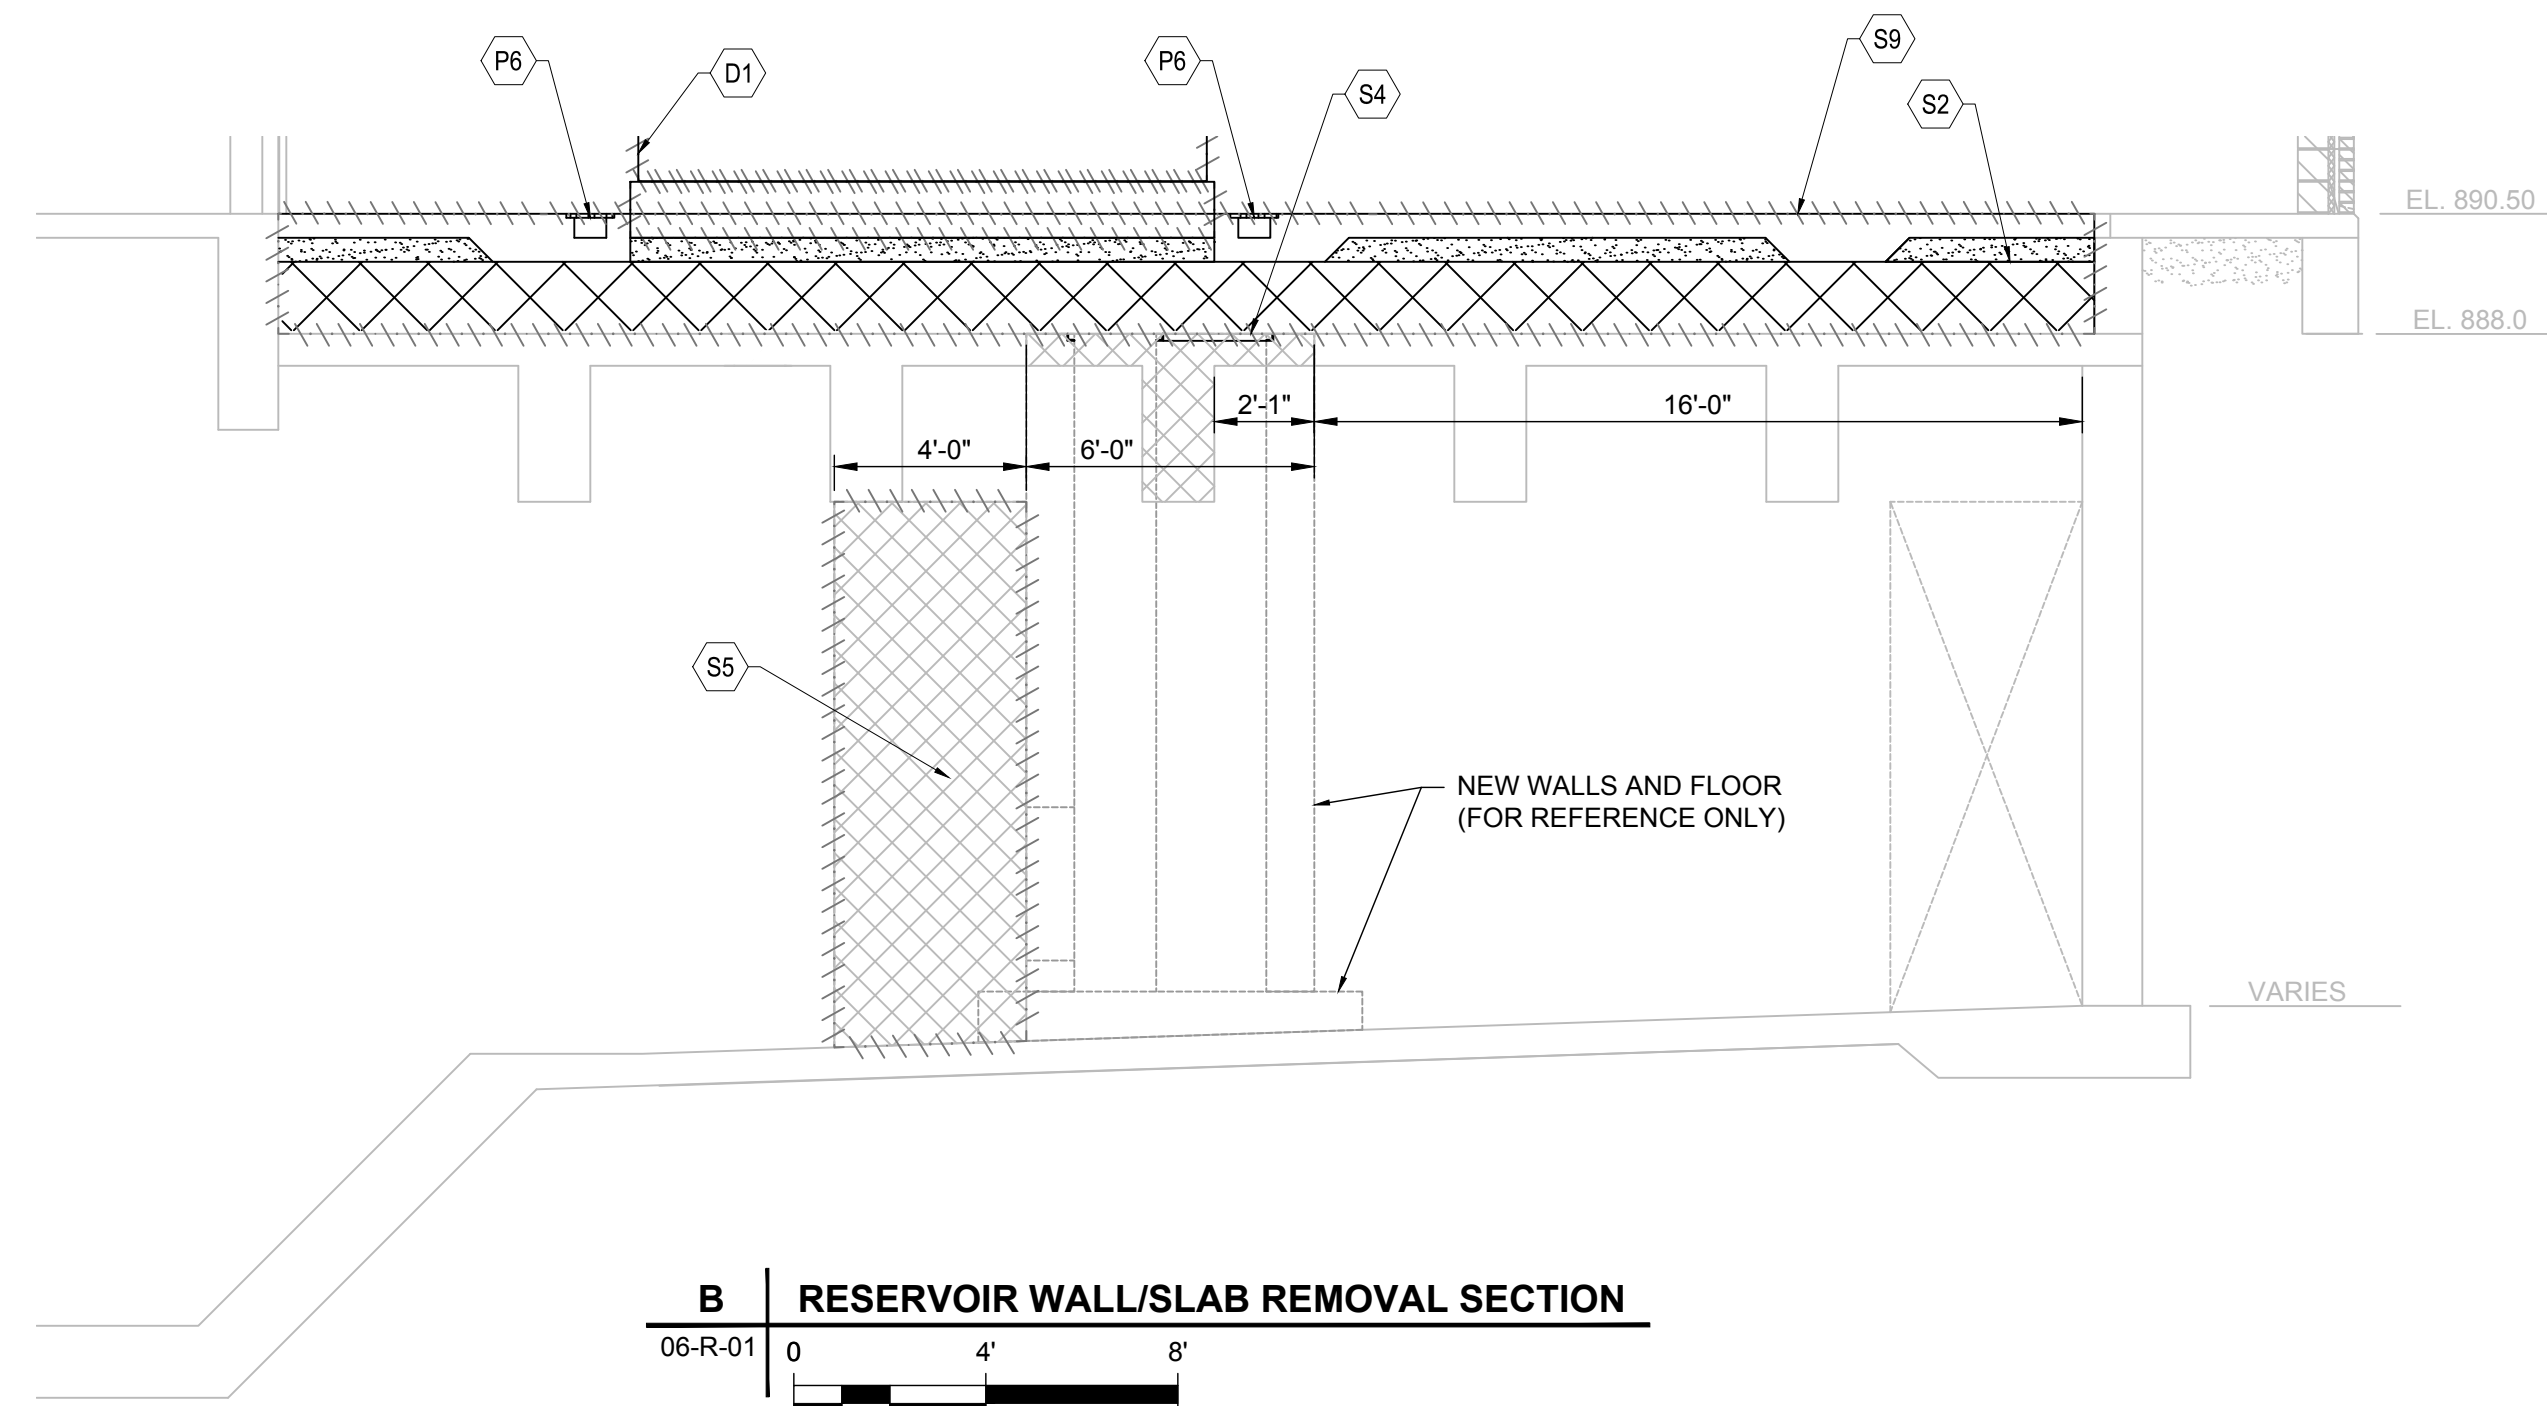 S9
P6
D1
P6
S4
S2
EL. 890.50
EL. 888.0
2'-1"
16'-0"
4'-0"
6'-0"
S5
NEW WALLS AND FLOOR
(FOR REFERENCE ONLY)
VARIES
B
RESERVOIR WALL/SLAB REMOVAL SECTION
06-R-01
0 4' 8'